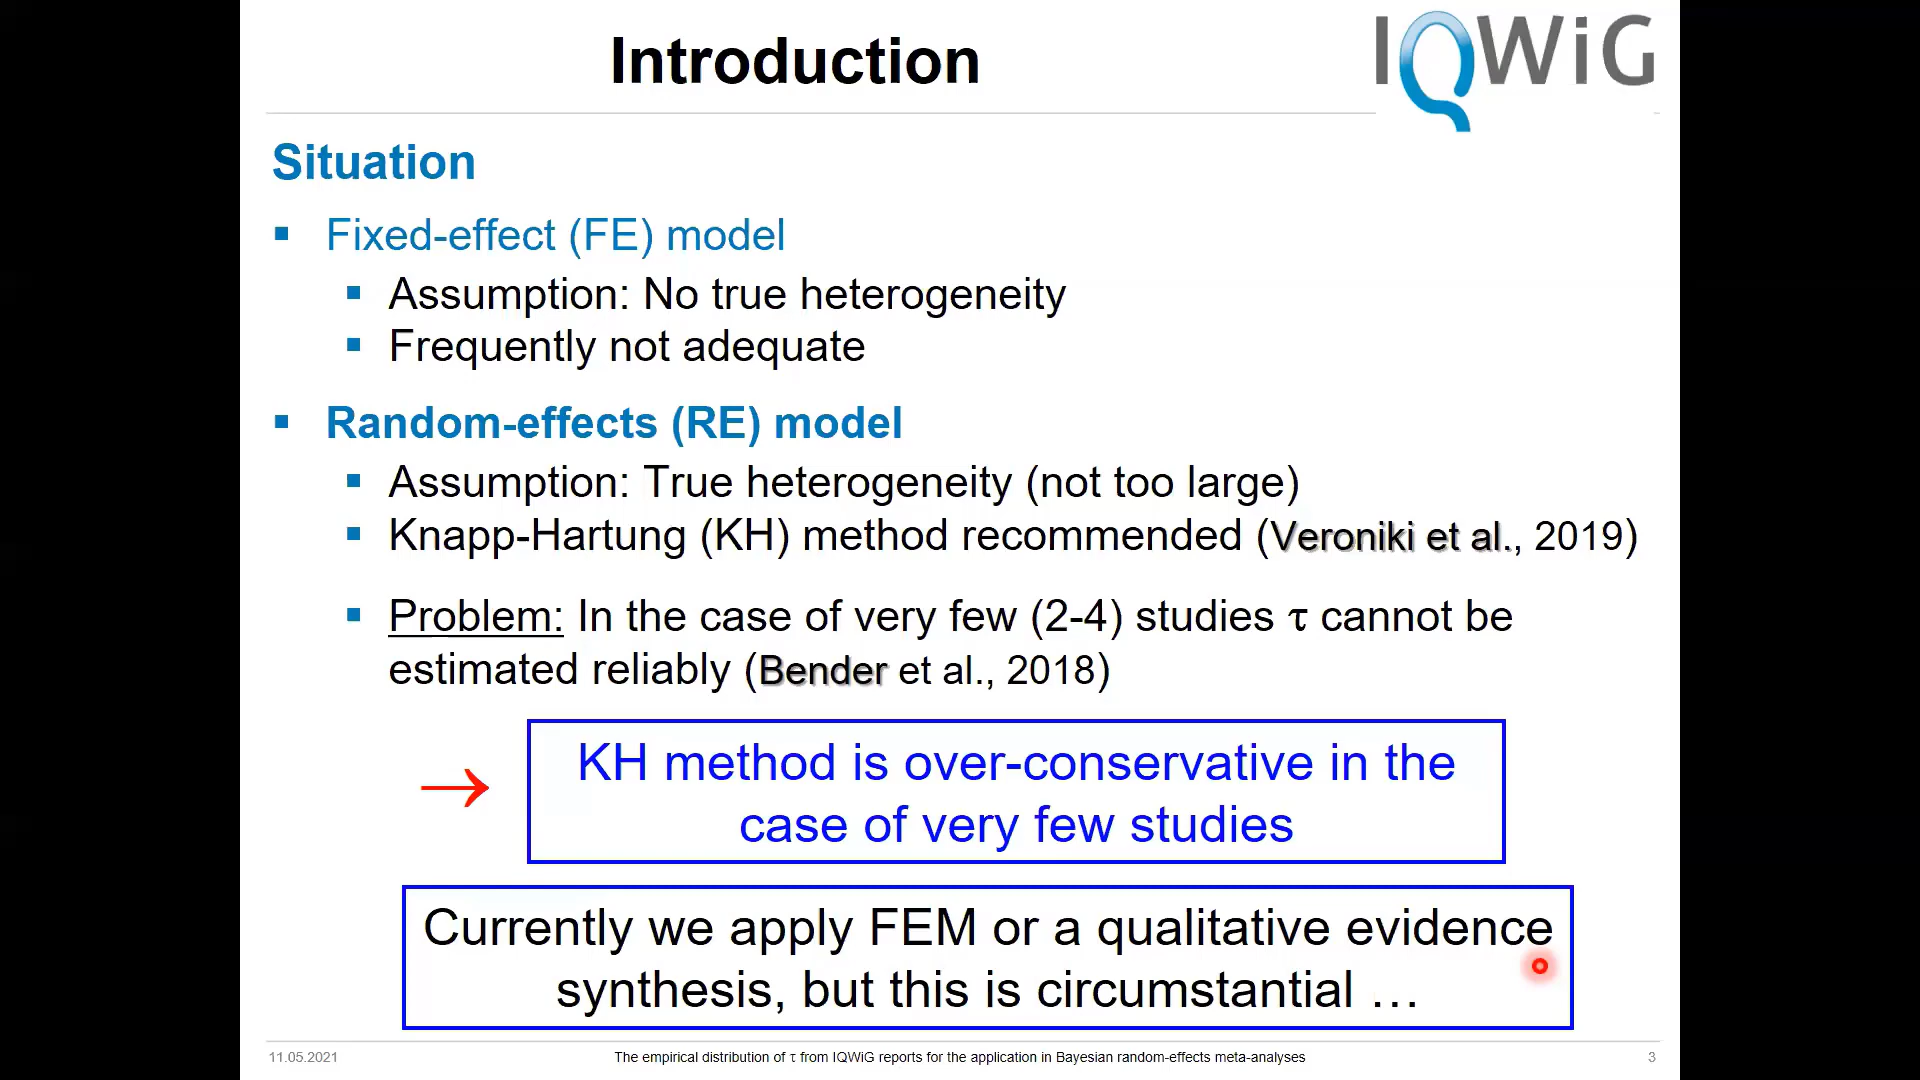 Introduction
IQWiG
Situation
▪ Fixed-effect (FE) model
▪ Assumption: No true heterogeneity
▪ Frequently not adequate
▪ Random-effects (RE) model
▪ Assumption: True heterogeneity (not too large)
▪ Knapp-Hartung (KH) method recommended (Veroniki et al., 2019)
▪ Problem: In the case of very few (2-4) studies τ cannot be
estimated reliably (Bender et al., 2018)
→ KH method is over-conservative in the
case of very few studies
Currently we apply FEM or a qualitative evidence
synthesis, but this is circumstantial …
11.05.2021 The empirical distribution of τ from IQWiG reports for the application in Bayesian random-effects meta-analyses 3